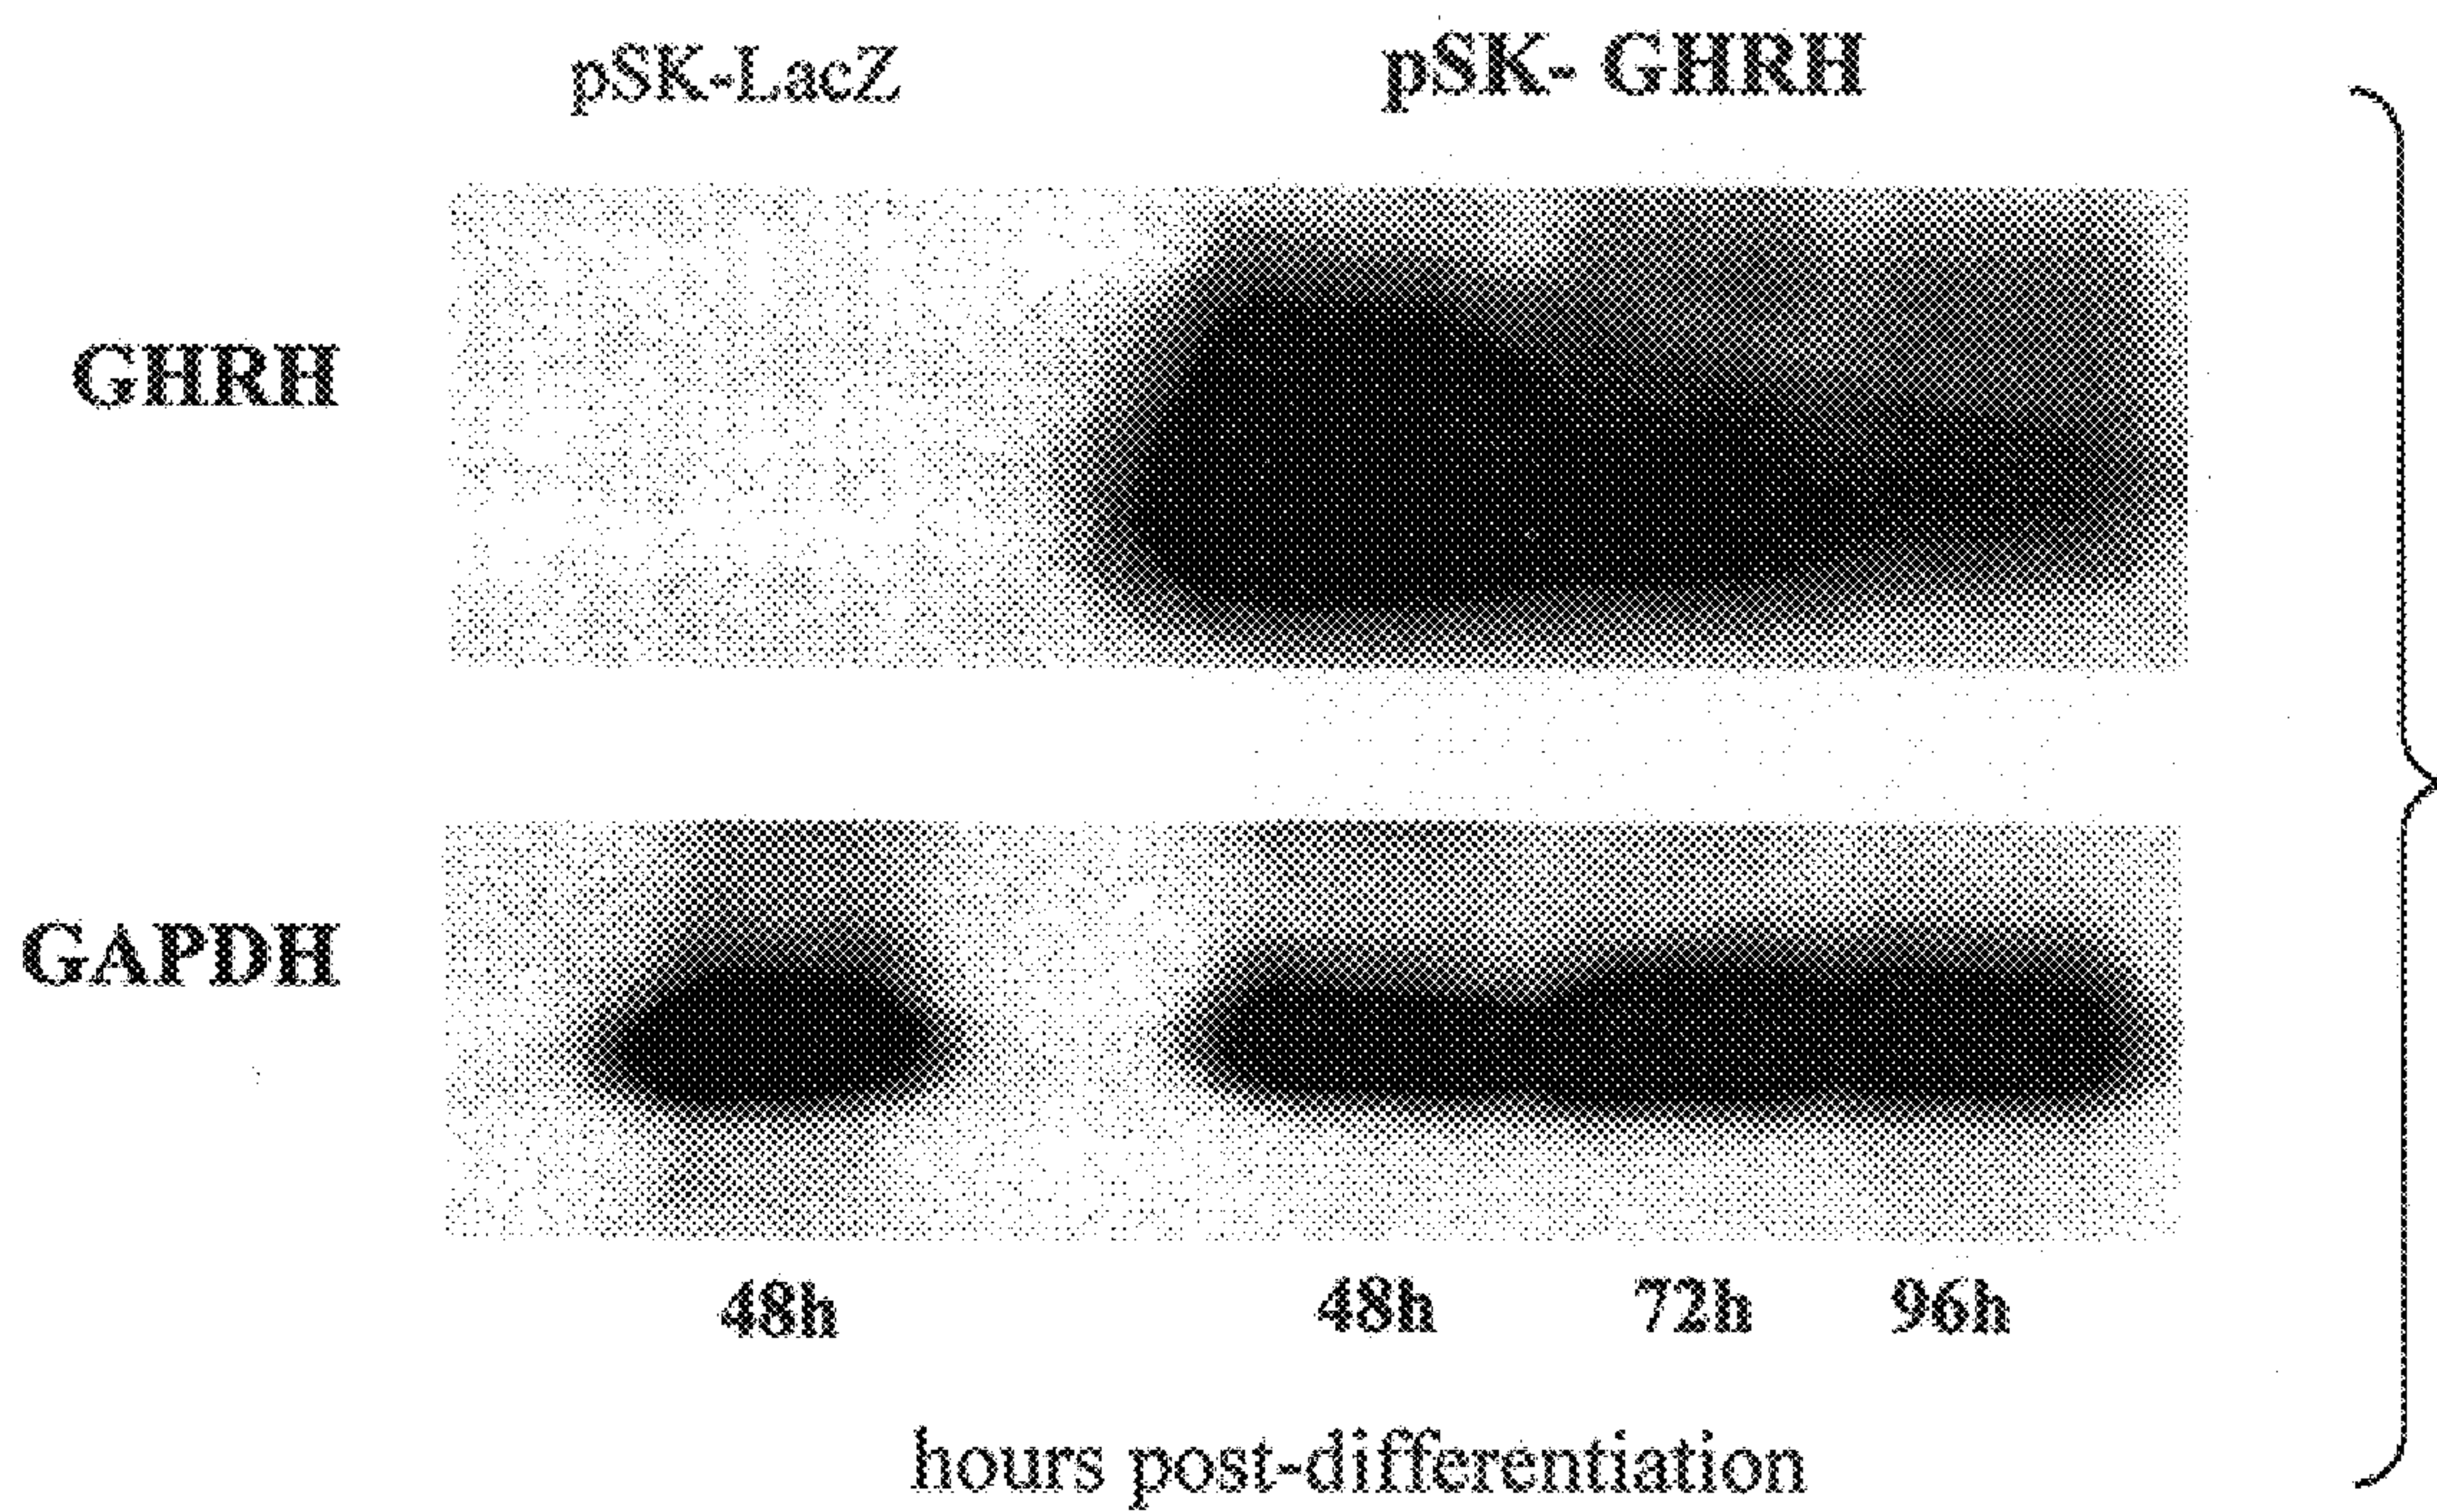 pSK-LacZ pSK- GHRH
GHRH
GAPDH
48h 48h 72h 96h
hours post-differentiation